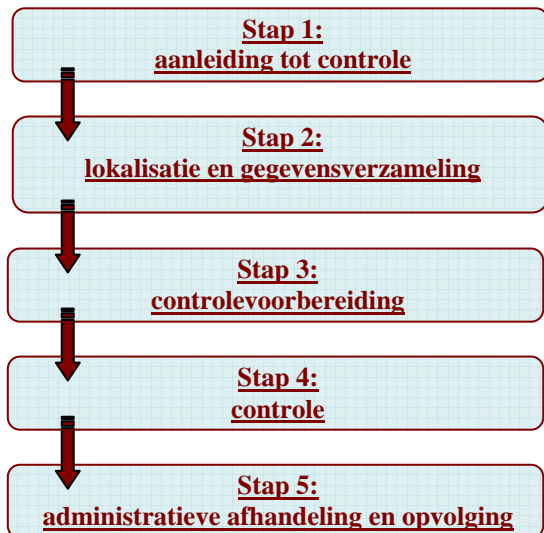 Stap 1:
aanleiding tot controle
Stap 2:
lokalisatie en gegevensverzameling
Stap 3:
controlevoorbereiding
Stap 4:
controle
Stap 5:
administratieve afhandeling en opvolging